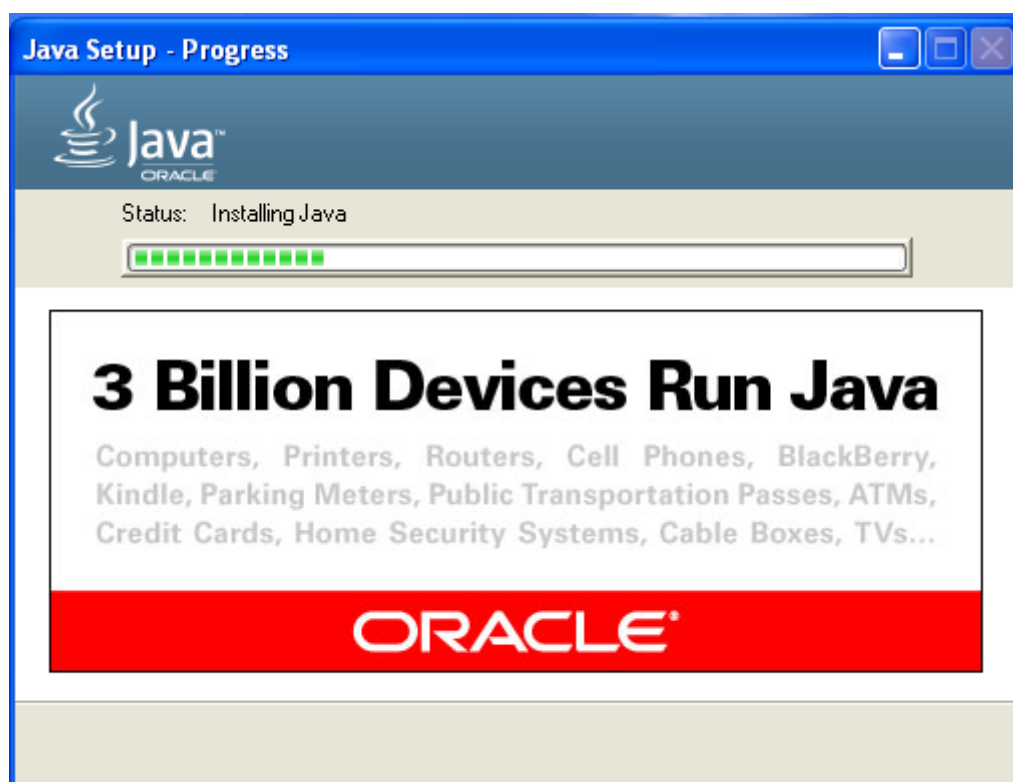 Java Setup - Progress
Java™
ORACLE
Status: Installing Java
3 Billion Devices Run Java
Computers, Printers, Routers, Cell Phones, BlackBerry,
Kindle, Parking Meters, Public Transportation Passes, ATMs,
Credit Cards, Home Security Systems, Cable Boxes, TVs...
ORACLE®